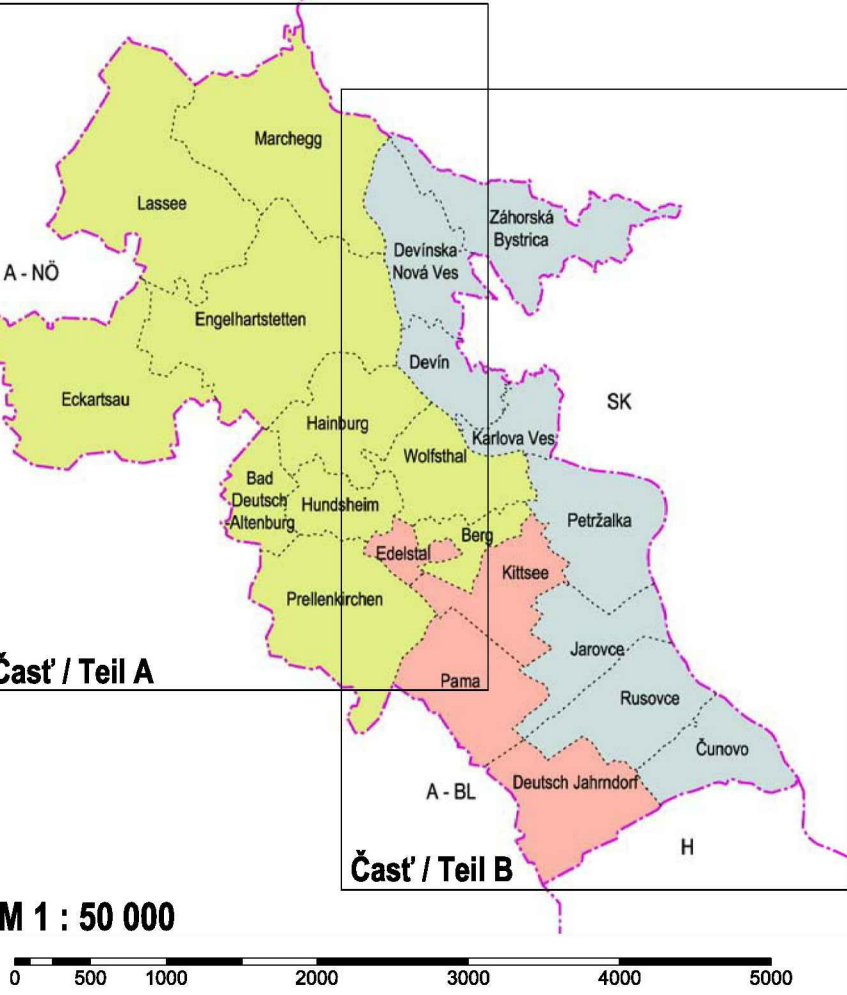 Marchegg
Lassee
Záhorská
Bystrica
Devínska
Nová Ves
A - NÖ
Engelhartstetten
Devín
Eckartsau
SK
Hainburg
Karlova Ves
Wolfsthal
Bad
Deutsch
-Altenburg
Hundsheim
Petržalka
Berg
Edelstal
Kittsee
Prellenkirchen
Jarovce
Časť / Teil A
Pama
Rusovce
Čunovo
Deutsch Jahrndorf
A - BL
H
Časť / Teil B
M 1 : 50 000
0 500 1000 2000 3000 4000 5000